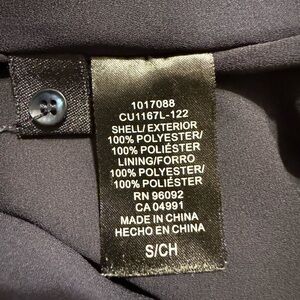 1017088
CU1167L-122
SHELL/EXTERIOR
100% POLYESTER/
100% POLIÉSTER
LINING/FORRO
100% POLYESTER/
100% POLIÉSTER
RN 96092
CA 04991
MADE IN CHINA
HECHO EN CHINA
S/CH